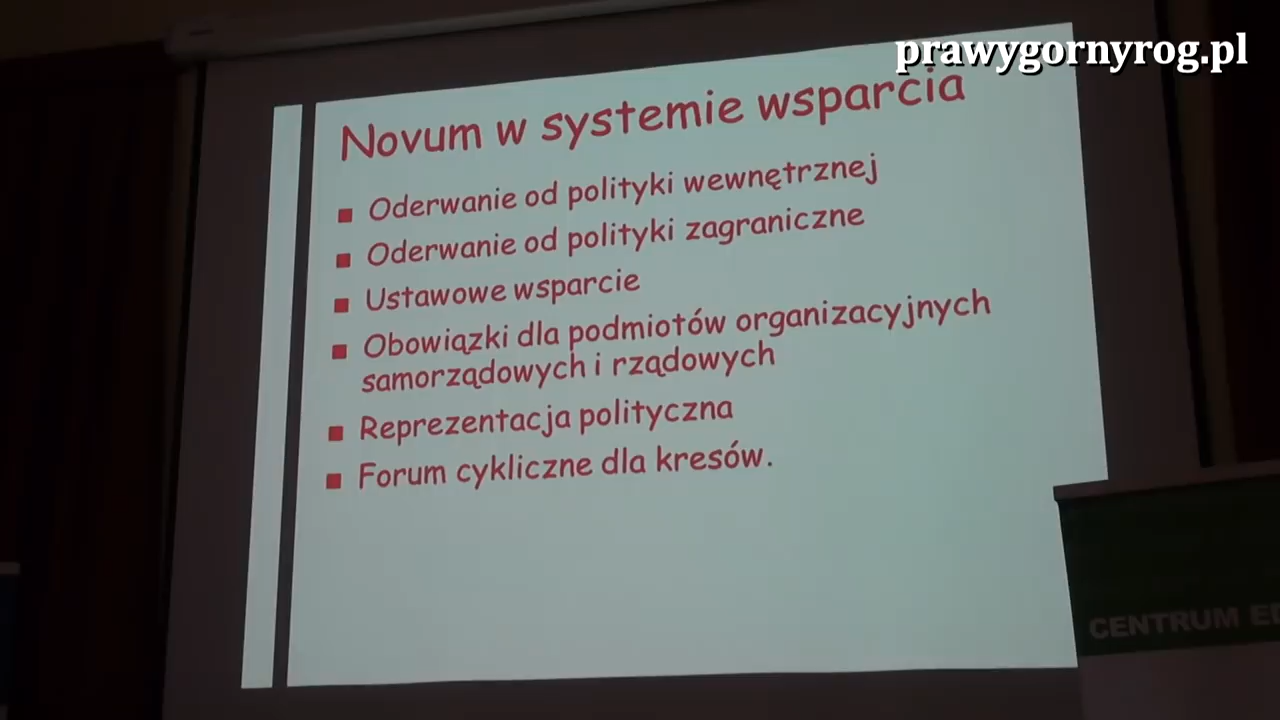 prawygornyrog.pl
Novum w systemie wsparcia
Oderwanie od polityki wewnętrznej
Oderwanie od polityki zagraniczne
Ustawowe wsparcie
Obowiązki dla podmiotów organizacyjnych
samorządowych i rządowych
Reprezentacja polityczna
Forum cykliczne dla kresów.
CENTRUM